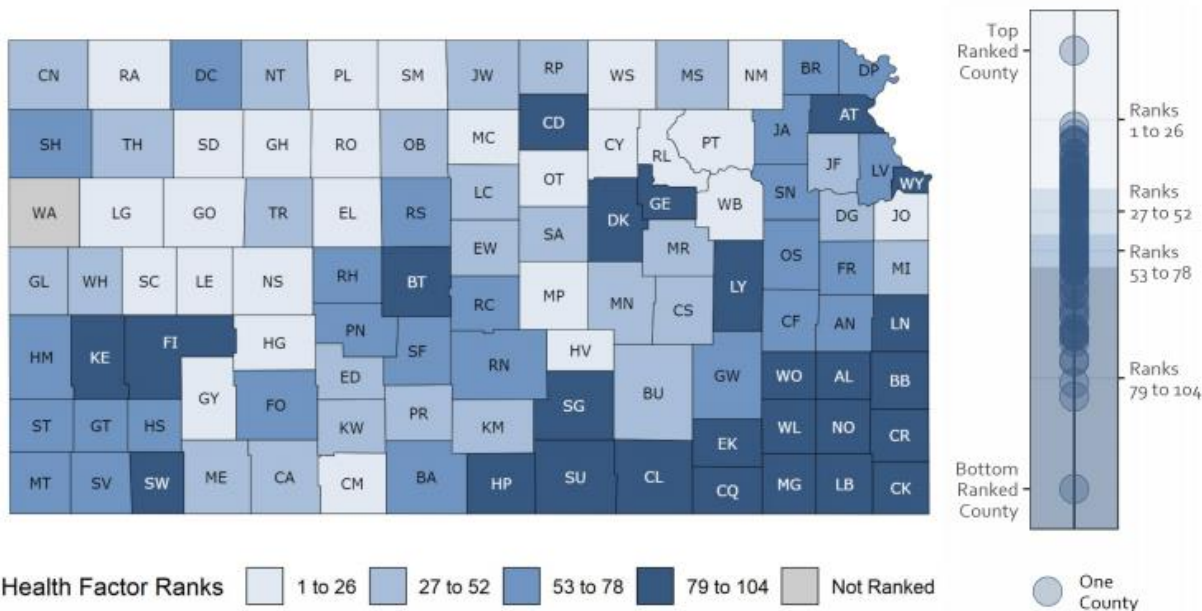 CN RA DC NT PL SM JW RP WS MS NM BR DP
SH TH SD GH RO OB MC CD CY RL PT JA AT
JF LV WY
WA LG GO TR EL RS LC OT DK GE WB SN DG JO
EW SA MR OS FR MI
GL WH SC LE NS RH BT RC MP MN CS LY CF AN LN
HM KE FI HG PN SF RN HV
GY ED SG BU GW WO AL BB
ST GT HS FO KW PR KM EK WL NO CR
MT SV SW ME CA CM BA HP SU CL CQ MG LB CK
Health Factor Ranks
1 to 26
27 to 52
53 to 78
79 to 104
Not Ranked
Top
Ranked
County
Ranks
1 to 26
Ranks
27 to 52
Ranks
53 to 78
Ranks
79 to 104
Bottom
Ranked
County
One
County